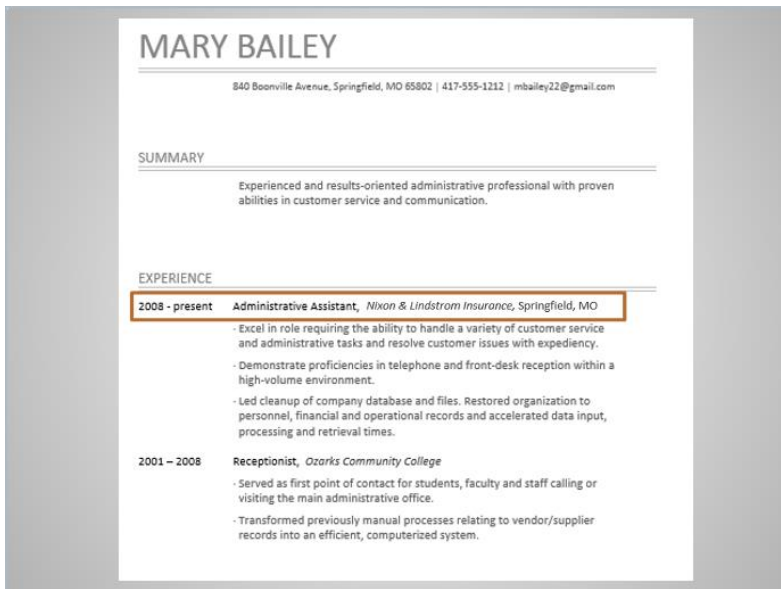 MARY BAILEY
840 Boonville Avenue, Springfield, MO 65802 | 417-555-1212 | mbailey22@gmail.com
SUMMARY
Experienced and results-oriented administrative professional with proven
abilities in customer service and communication.
EXPERIENCE
2008 - present Administrative Assistant, Nixon & Lindstrom Insurance, Springfield, MO
· Excel in role requiring the ability to handle a variety of customer service
and administrative tasks and resolve customer issues with expediency.
· Demonstrate proficiencies in telephone and front-desk reception within a
high-volume environment.
· Led cleanup of company database and files. Restored organization to
personnel, financial and operational records and accelerated data input,
processing and retrieval times.
2001 – 2008 Receptionist, Ozarks Community College
· Served as first point of contact for students, faculty and staff calling or
visiting the main administrative office.
· Transformed previously manual processes relating to vendor/supplier
records into an efficient, computerized system.